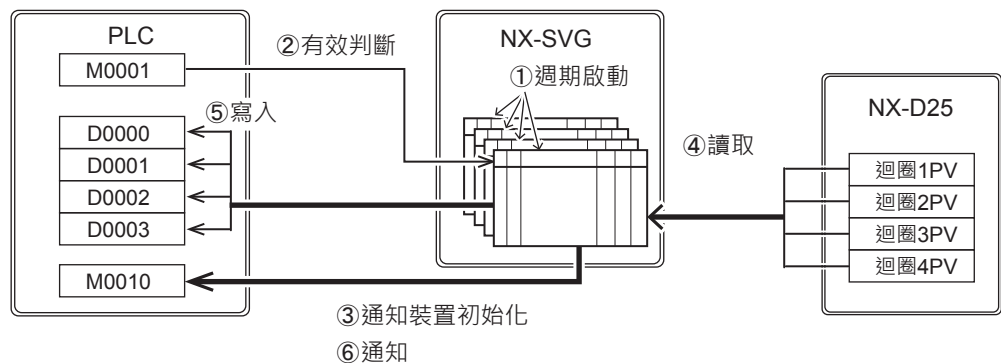 PLC
M0001
D0000
D0001
D0002
D0003
M0010
②有效判斷
⑤寫入
NX-SVG
①週期啟動
④讀取
NX-D25
迴圈1PV
迴圈2PV
迴圈3PV
迴圈4PV
③通知裝置初始化
⑥通知